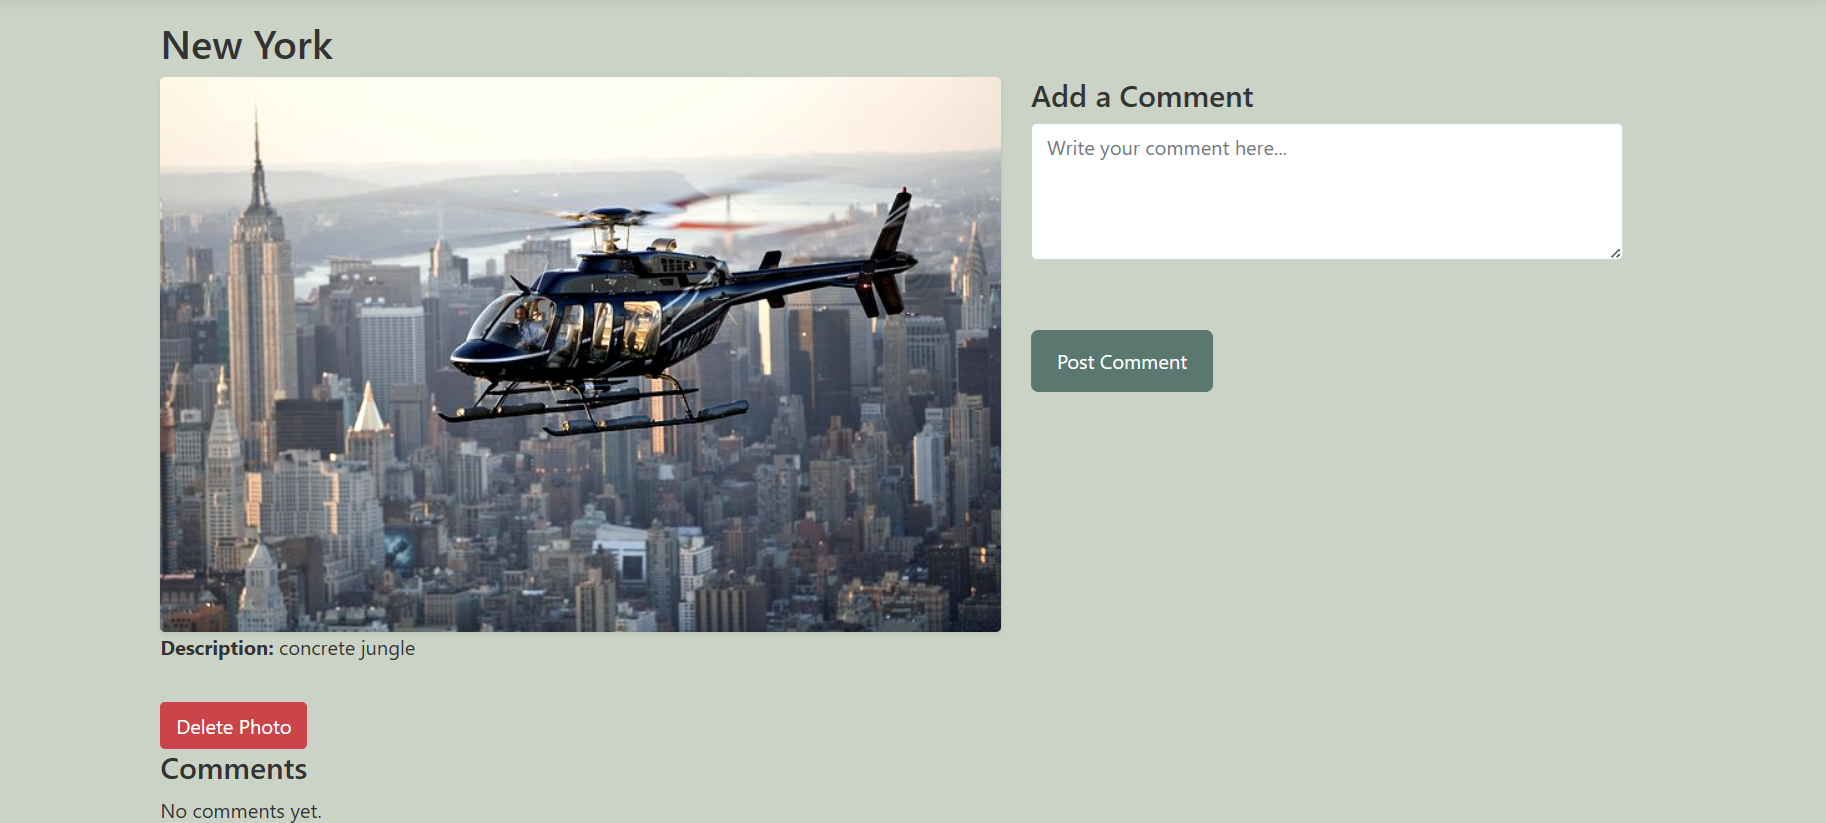 New York
Add a Comment
Write your comment here...
Post Comment
Description: concrete jungle
Delete Photo
Comments
No comments yet.